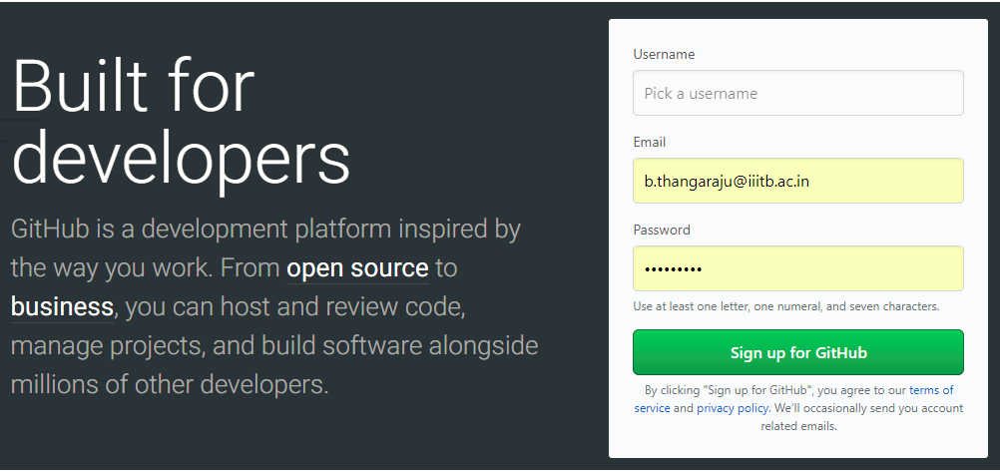 Built for
developers
GitHub is a development platform inspired by
the way you work. From open source to
business, you can host and review code,
manage projects, and build software alongside
millions of other developers.
Username
Pick a username
Email
b.thangaraju@iiitb.ac.in
Password
•••••••••
Use at least one letter, one numeral, and seven characters.
Sign up for GitHub
By clicking "Sign up for GitHub", you agree to our terms of
service and privacy policy. We’ll occasionally send you account
related emails.